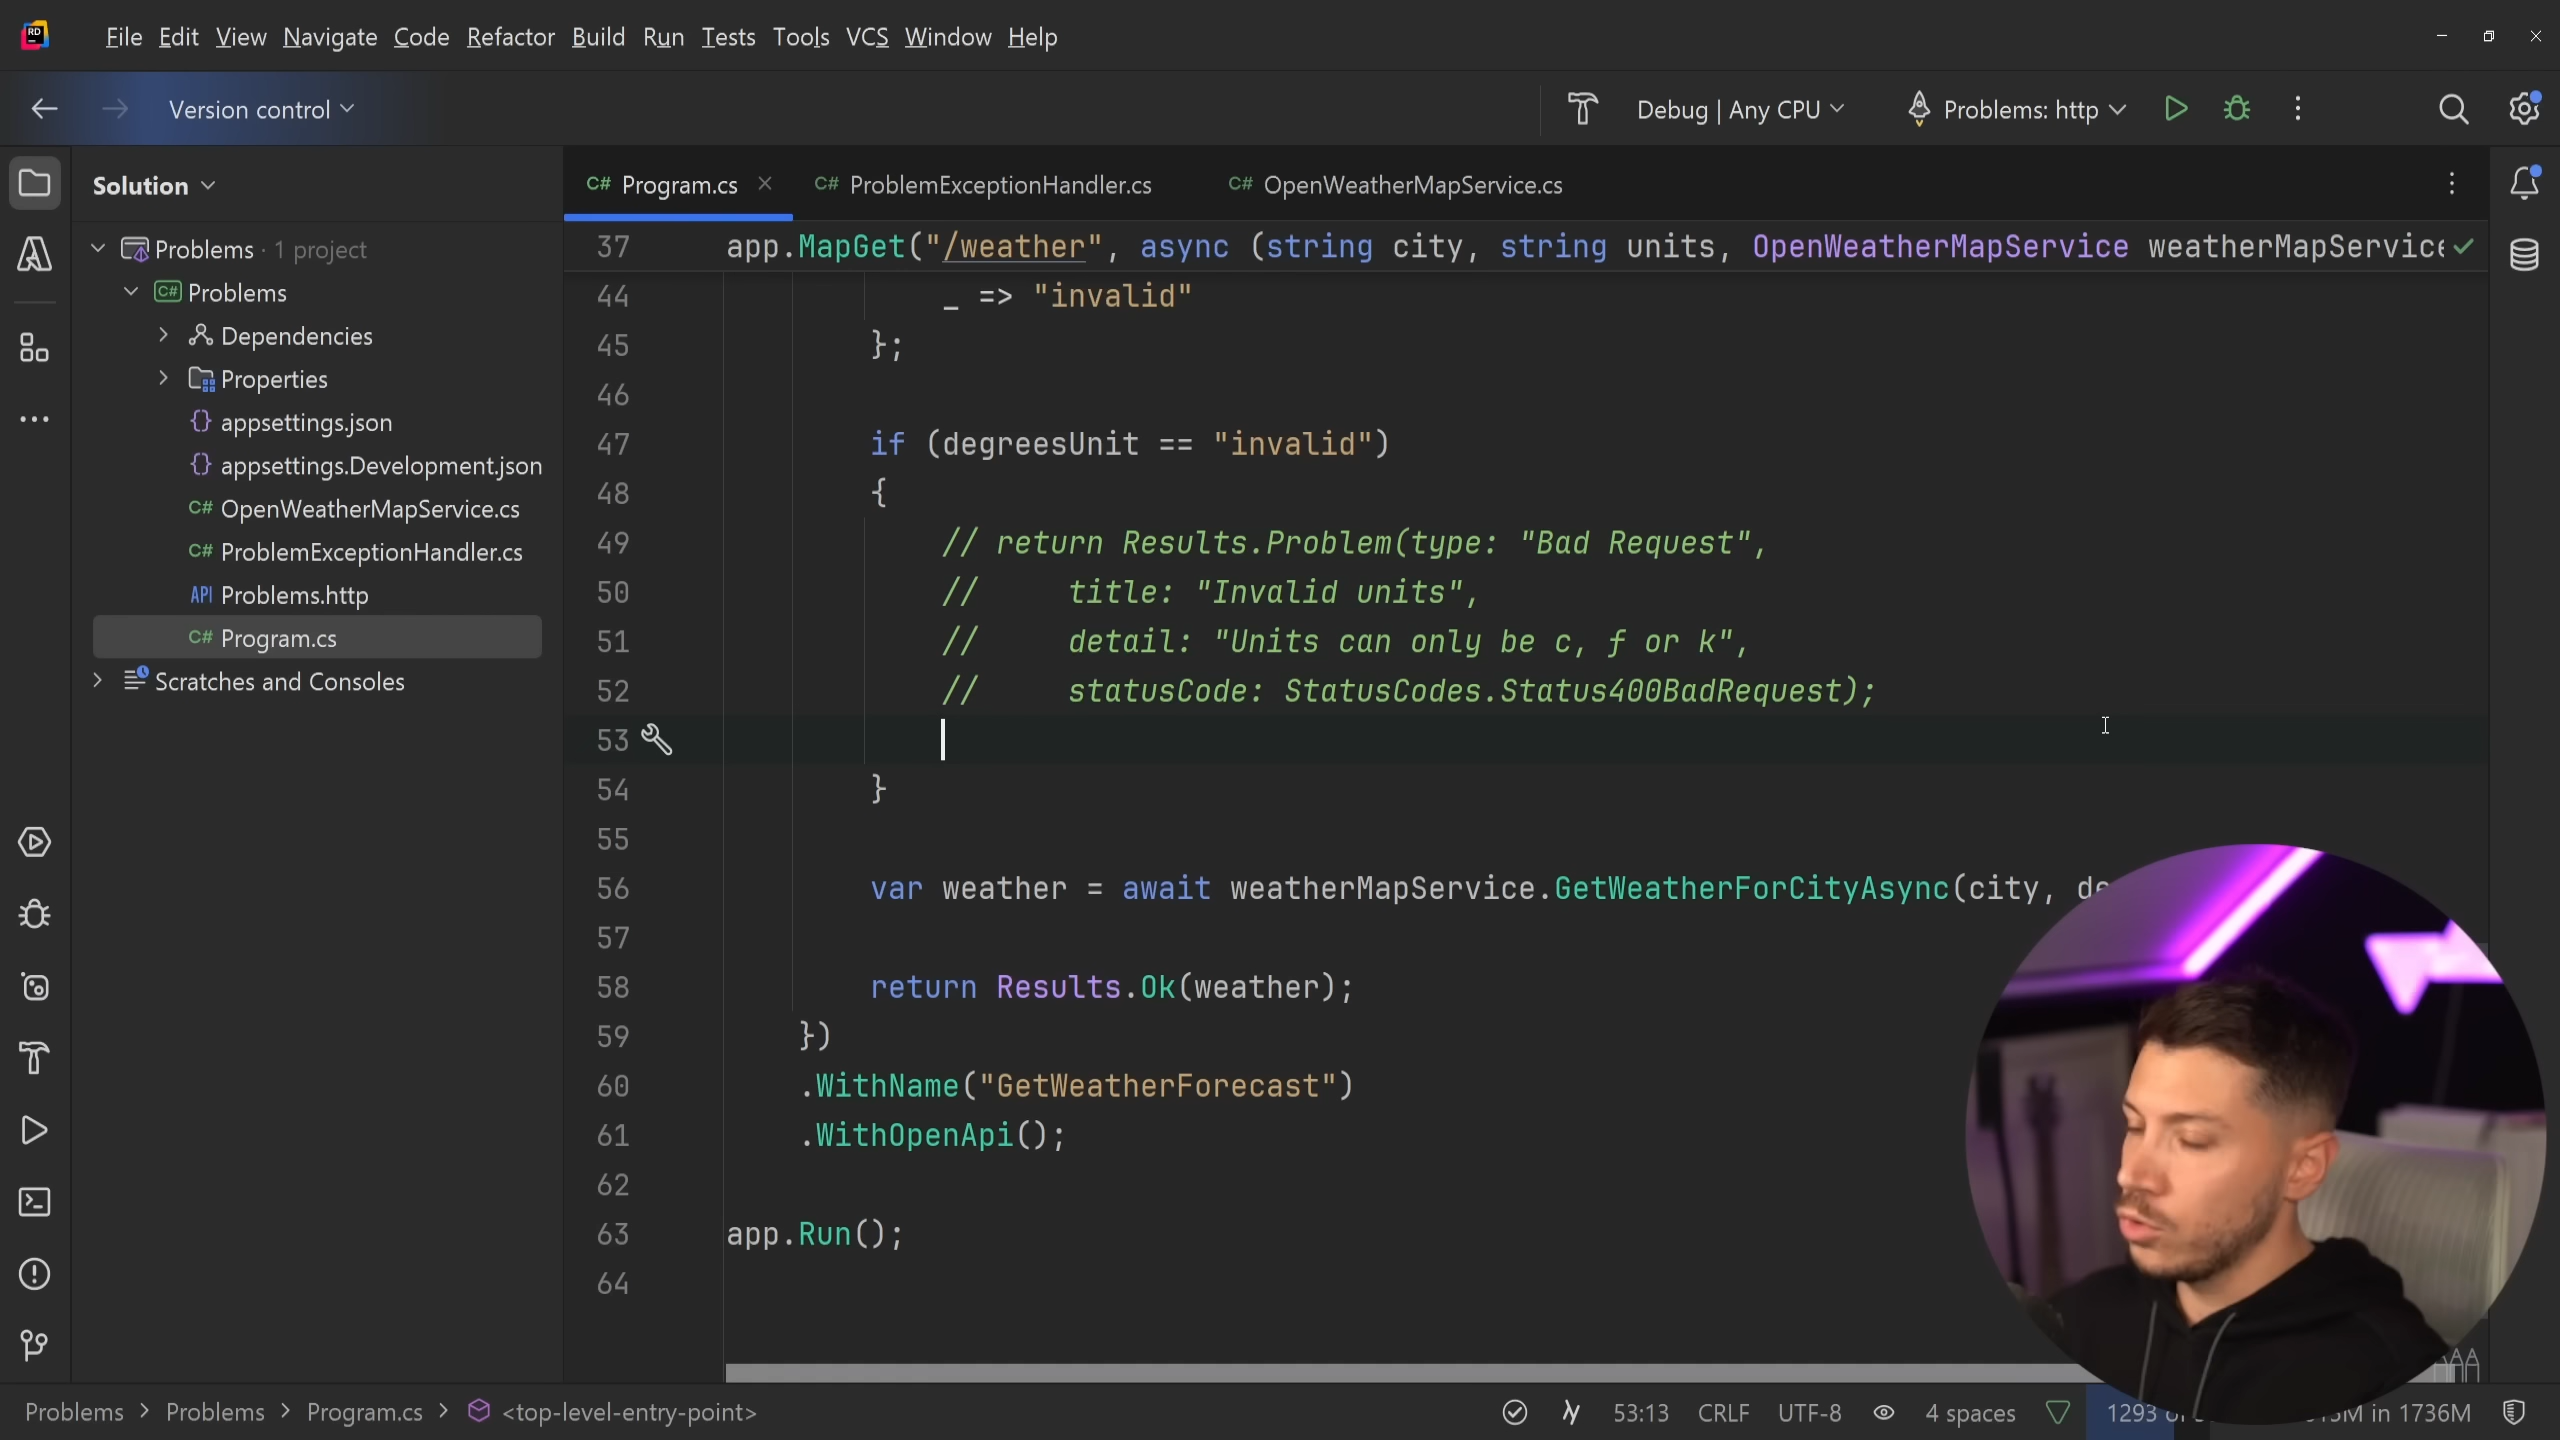 File Edit View Navigate Code Refactor Build Run Tests Tools VCS Window Help
Version control
Debug | Any CPU
Problems: http
Solution
Problems · 1 project
Problems
Dependencies
Properties
appsettings.json
appsettings.Development.json
OpenWeatherMapService.cs
ProblemExceptionHandler.cs
API Problems.http
C# Program.cs
Scratches and Consoles
C# Program.cs
C# ProblemExceptionHandler.cs
C# OpenWeatherMapService.cs
37 app.MapGet("/weather", async (string city, string units, OpenWeatherMapService weatherMapService
44 _ => "invalid"
45 };
46
47 if (degreesUnit == "invalid")
48 {
49 // return Results.Problem(type: "Bad Request",
50 // title: "Invalid units",
51 // detail: "Units can only be c, f or k",
52 // statusCode: StatusCodes.Status400BadRequest);
53
54 }
55
56 var weather = await weatherMapService.GetWeatherForCityAsync(city, de
57
58 return Results.Ok(weather);
59 })
60 .WithName("GetWeatherForecast")
61 .WithOpenApi();
62
63 app.Run();
64
Problems > Problems > Program.cs > <top-level-entry-point>
53:13 CRLF UTF-8 4 spaces 1293 in 1736M